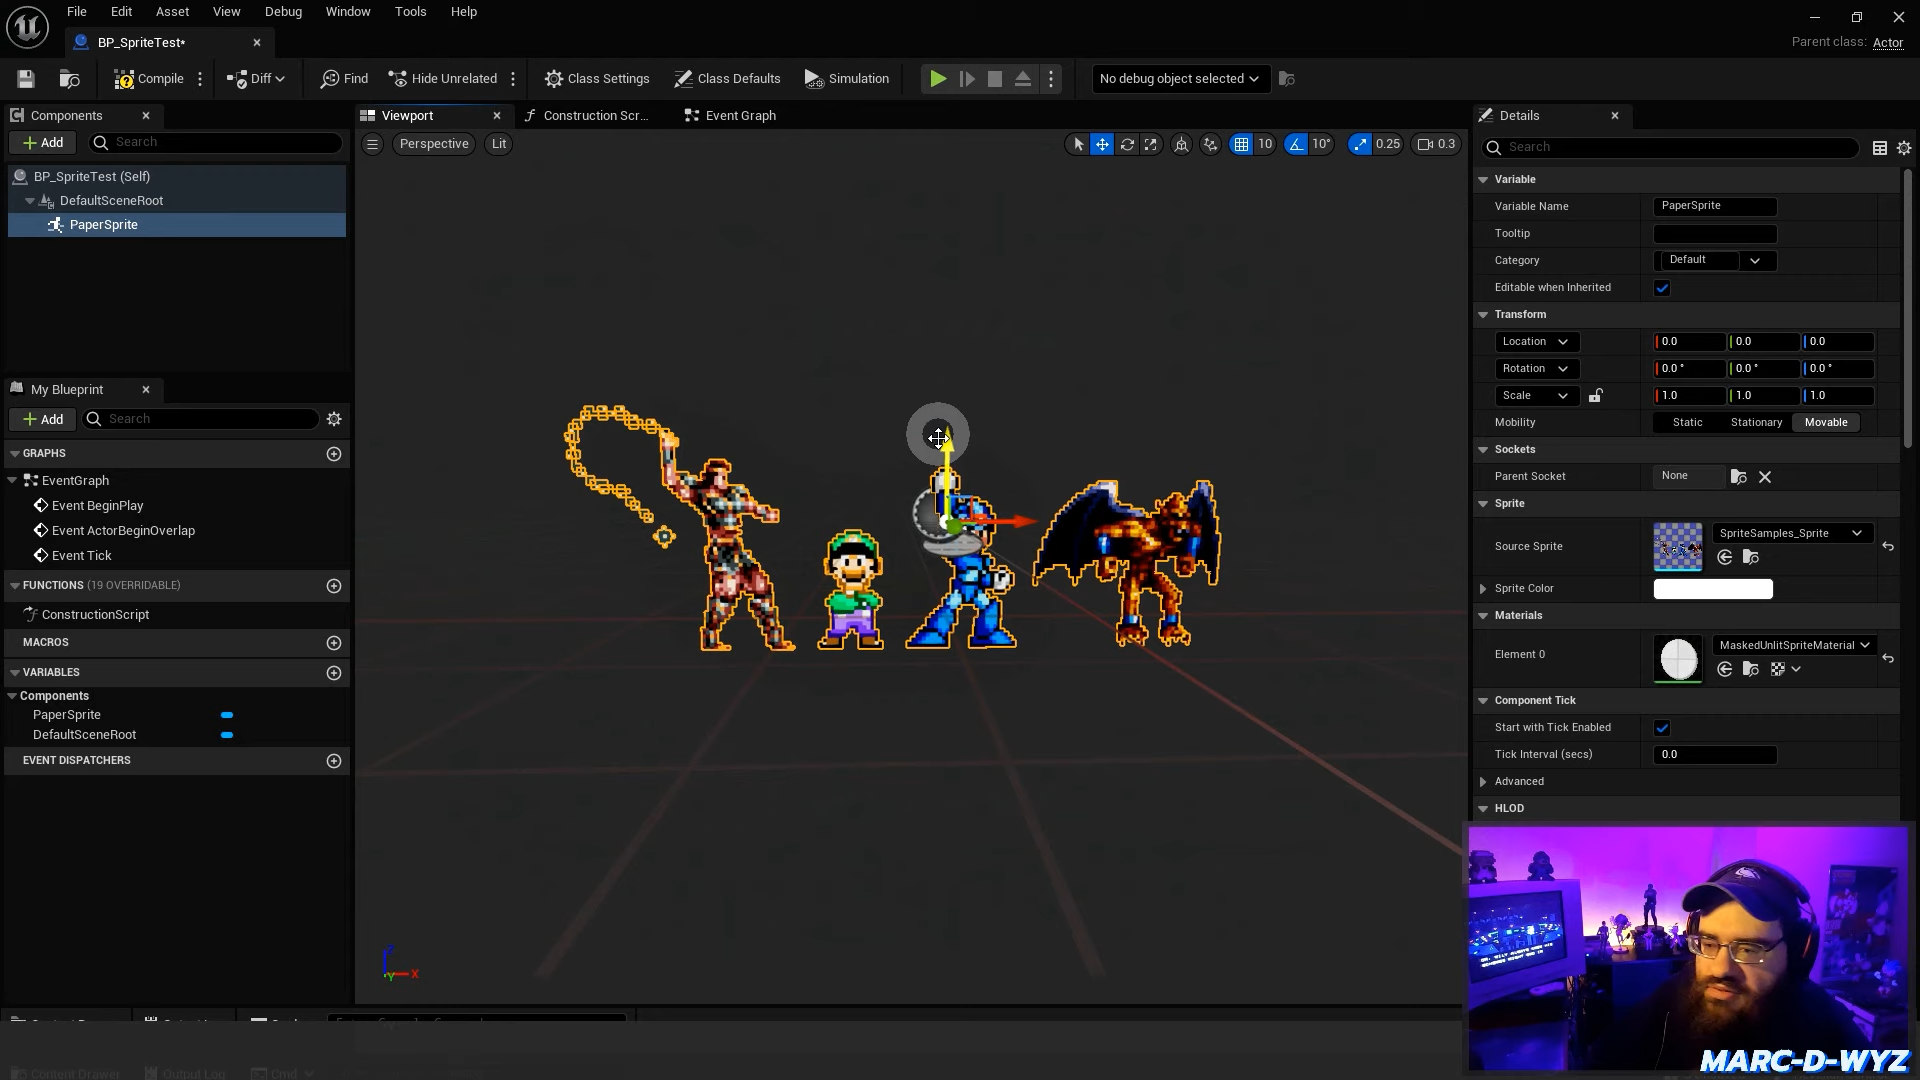 File Edit Asset View Debug Window Tools Help
BP_SpriteTest*
Parent class: Actor
Compile Diff Find Hide Unrelated Class Settings Class Defaults Simulation No debug object selected
Components
Add Search
BP_SpriteTest (Self)
DefaultSceneRoot
PaperSprite
My Blueprint
Add Search
GRAPHS
EventGraph
Event BeginPlay
Event ActorBeginOverlap
Event Tick
FUNCTIONS (19 OVERRIDABLE)
ConstructionScript
MACROS
VARIABLES
Components
PaperSprite
DefaultSceneRoot
EVENT DISPATCHERS
Viewport Construction Scr... Event Graph
Perspective Lit 10 10° 0.25 0.3
Z
Y X
Details
Search
Variable
Variable Name PaperSprite
Tooltip
Category Default
Editable when Inherited
Transform
Location 0.0 0.0 0.0
Rotation 0.0 ° 0.0 ° 0.0 °
Scale 1.0 1.0 1.0
Mobility Static Stationary Movable
Sockets
Parent Socket None
Sprite
Source Sprite SpriteSamples_Sprite
Sprite Color
Materials
Element 0 MaskedUnlitSpriteMaterial
Component Tick
Start with Tick Enabled
Tick Interval (secs) 0.0
Advanced
HLOD
Content Drawer Output Log Cmd
MARC-D-WYZ